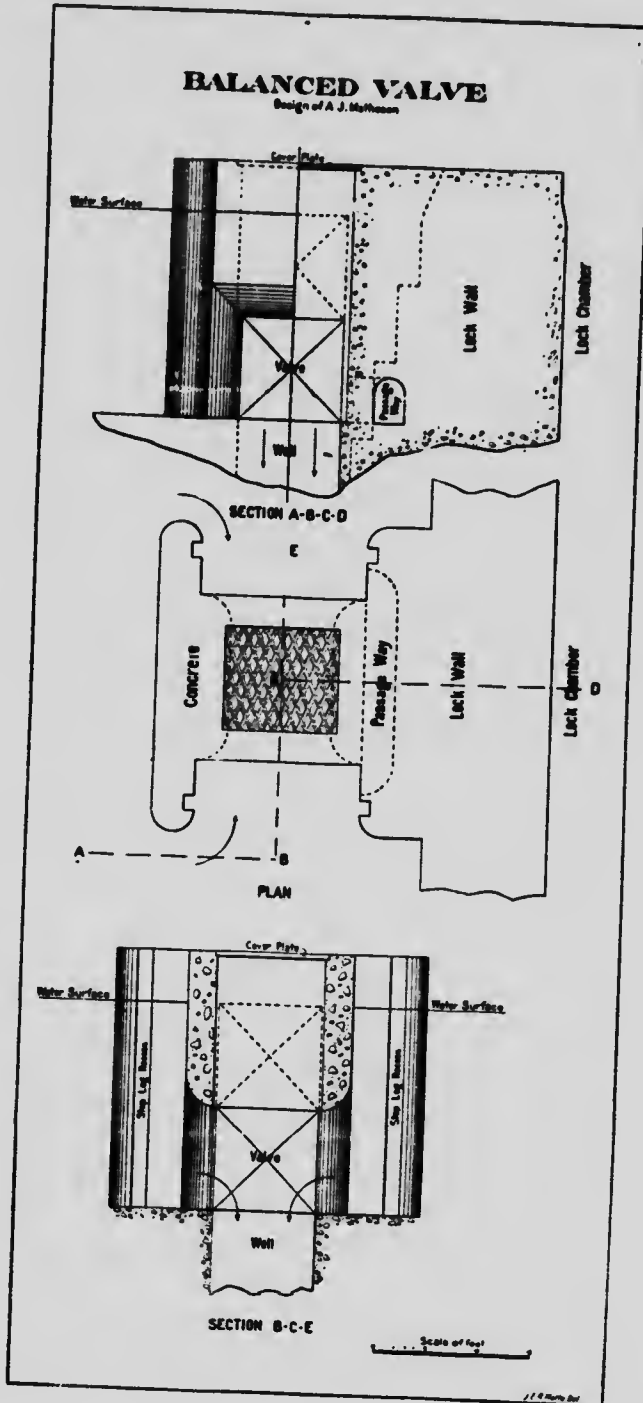 BALANCED VALVE
Design of A J. Matheson
Cover Plate
Water Surface
Lock Wall
Lock Chamber
Valve
Passage Way
Well
SECTION A-B-C-D
E
Concrete
Passage Way
Lock Wall
Lock Chamber
D
A
B
PLAN
Cover Plate
Water Surface
Water Surface
Stop Log Recess
Stop Log Recess
Valve
Well
SECTION B-C-E
Scale of feet